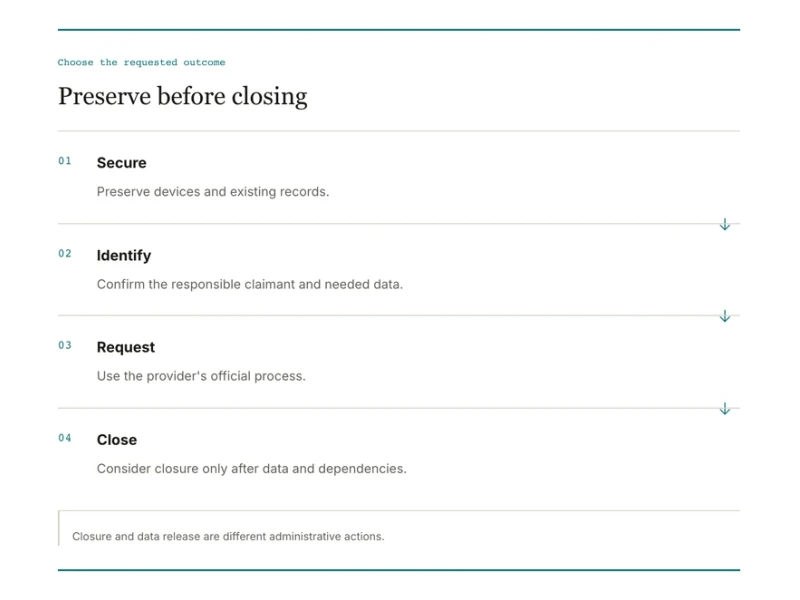 Choose the requested outcome
Preserve before closing
01
Secure
Preserve devices and existing records.
02
Identify
Confirm the responsible claimant and needed data.
03
Request
Use the provider's official process.
04
Close
Consider closure only after data and dependencies.
Closure and data release are different administrative actions.